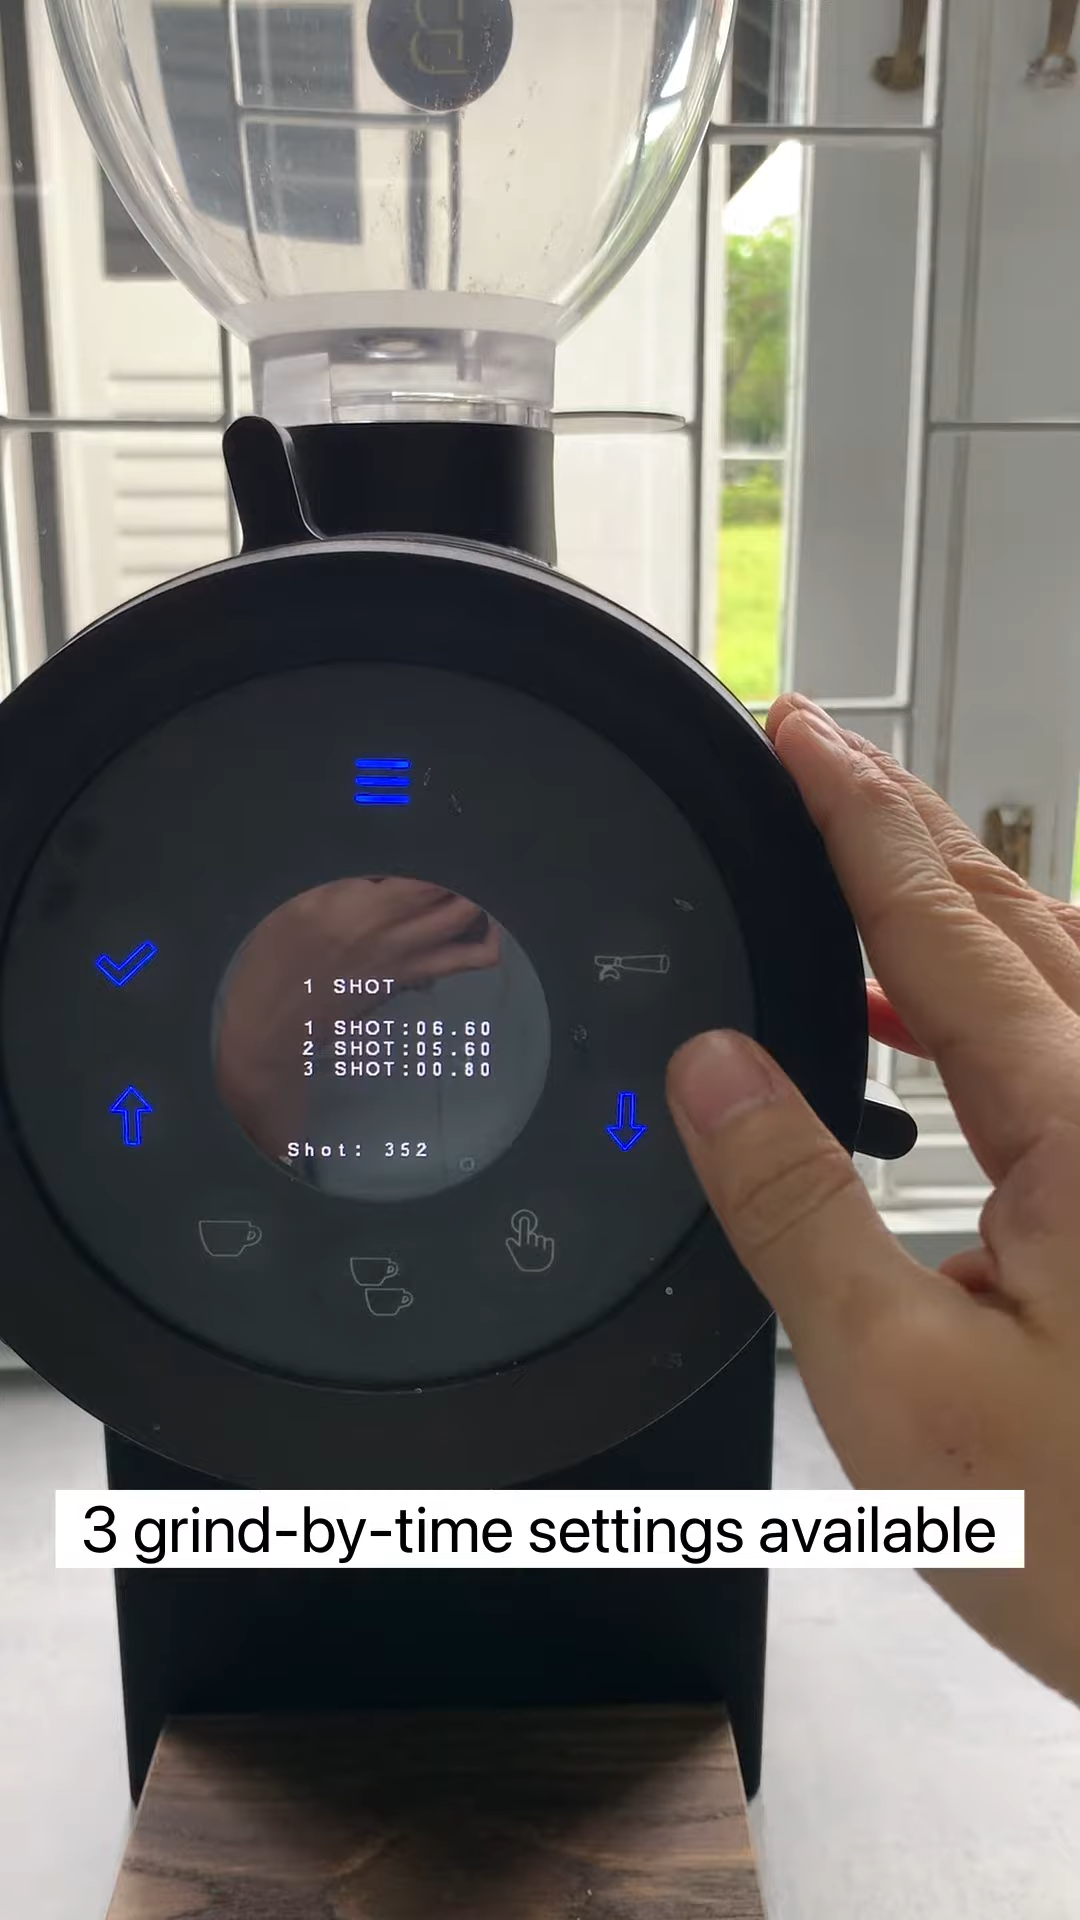 1 SHOT
1 SHOT:06.60
2 SHOT:05.60
3 SHOT:00.80
Shot: 352
3 grind-by-time settings available